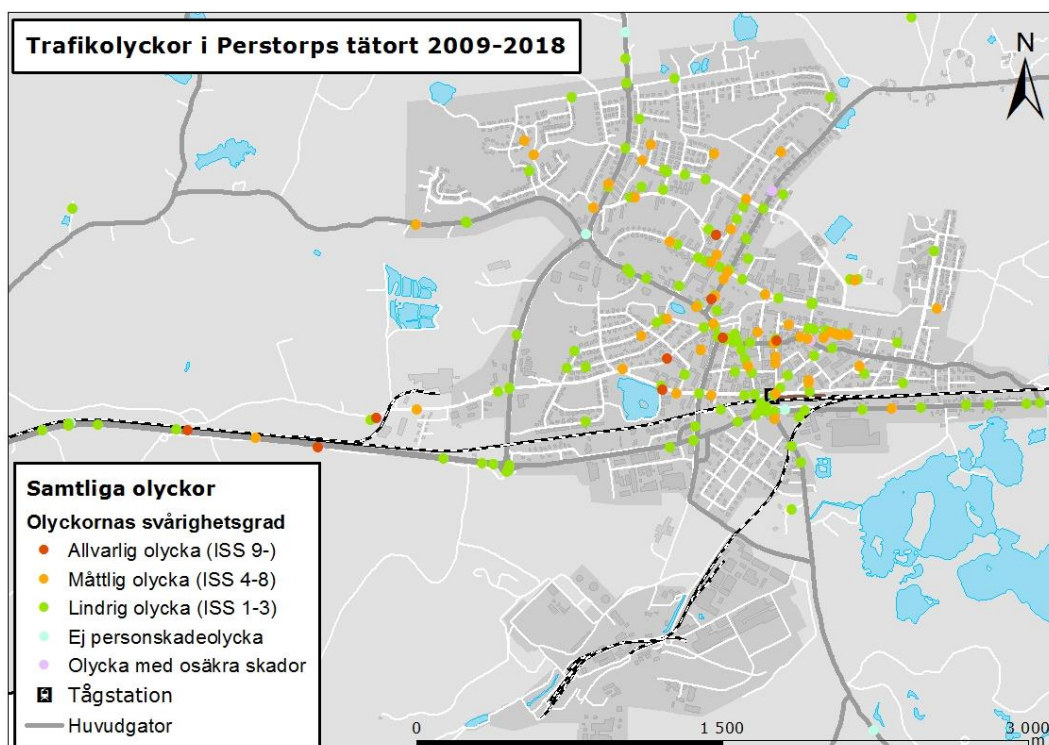 Trafikolyckor i Perstorps tätort 2009-2018
N
Samtliga olyckor
Olyckornas svårighetsgrad
Allvarlig olycka (ISS 9-)
Måttlig olycka (ISS 4-8)
Lindrig olycka (ISS 1-3)
Ej personskadeolycka
Olycka med osäkra skador
Tågstation
Huvudgator
0 1 500 3 000
m